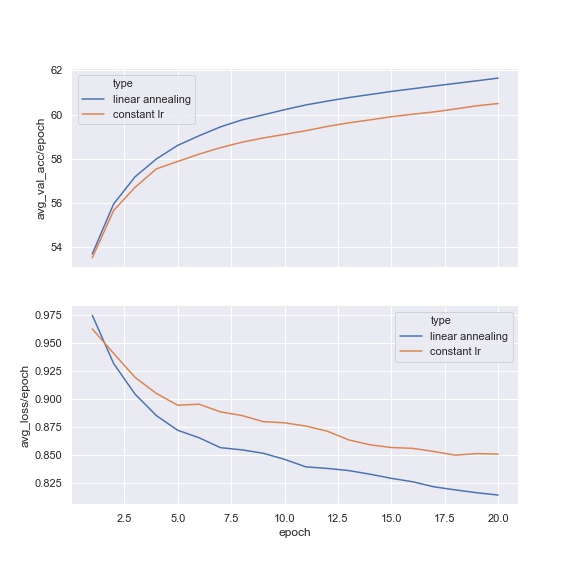 62
60
58
56
54
avg_val_acc/epoch
type
linear annealing
constant lr
0.975
0.950
0.925
0.900
0.875
0.850
0.825
avg_loss/epoch
type
linear annealing
constant lr
2.5 5.0 7.5 10.0 12.5 15.0 17.5 20.0
epoch